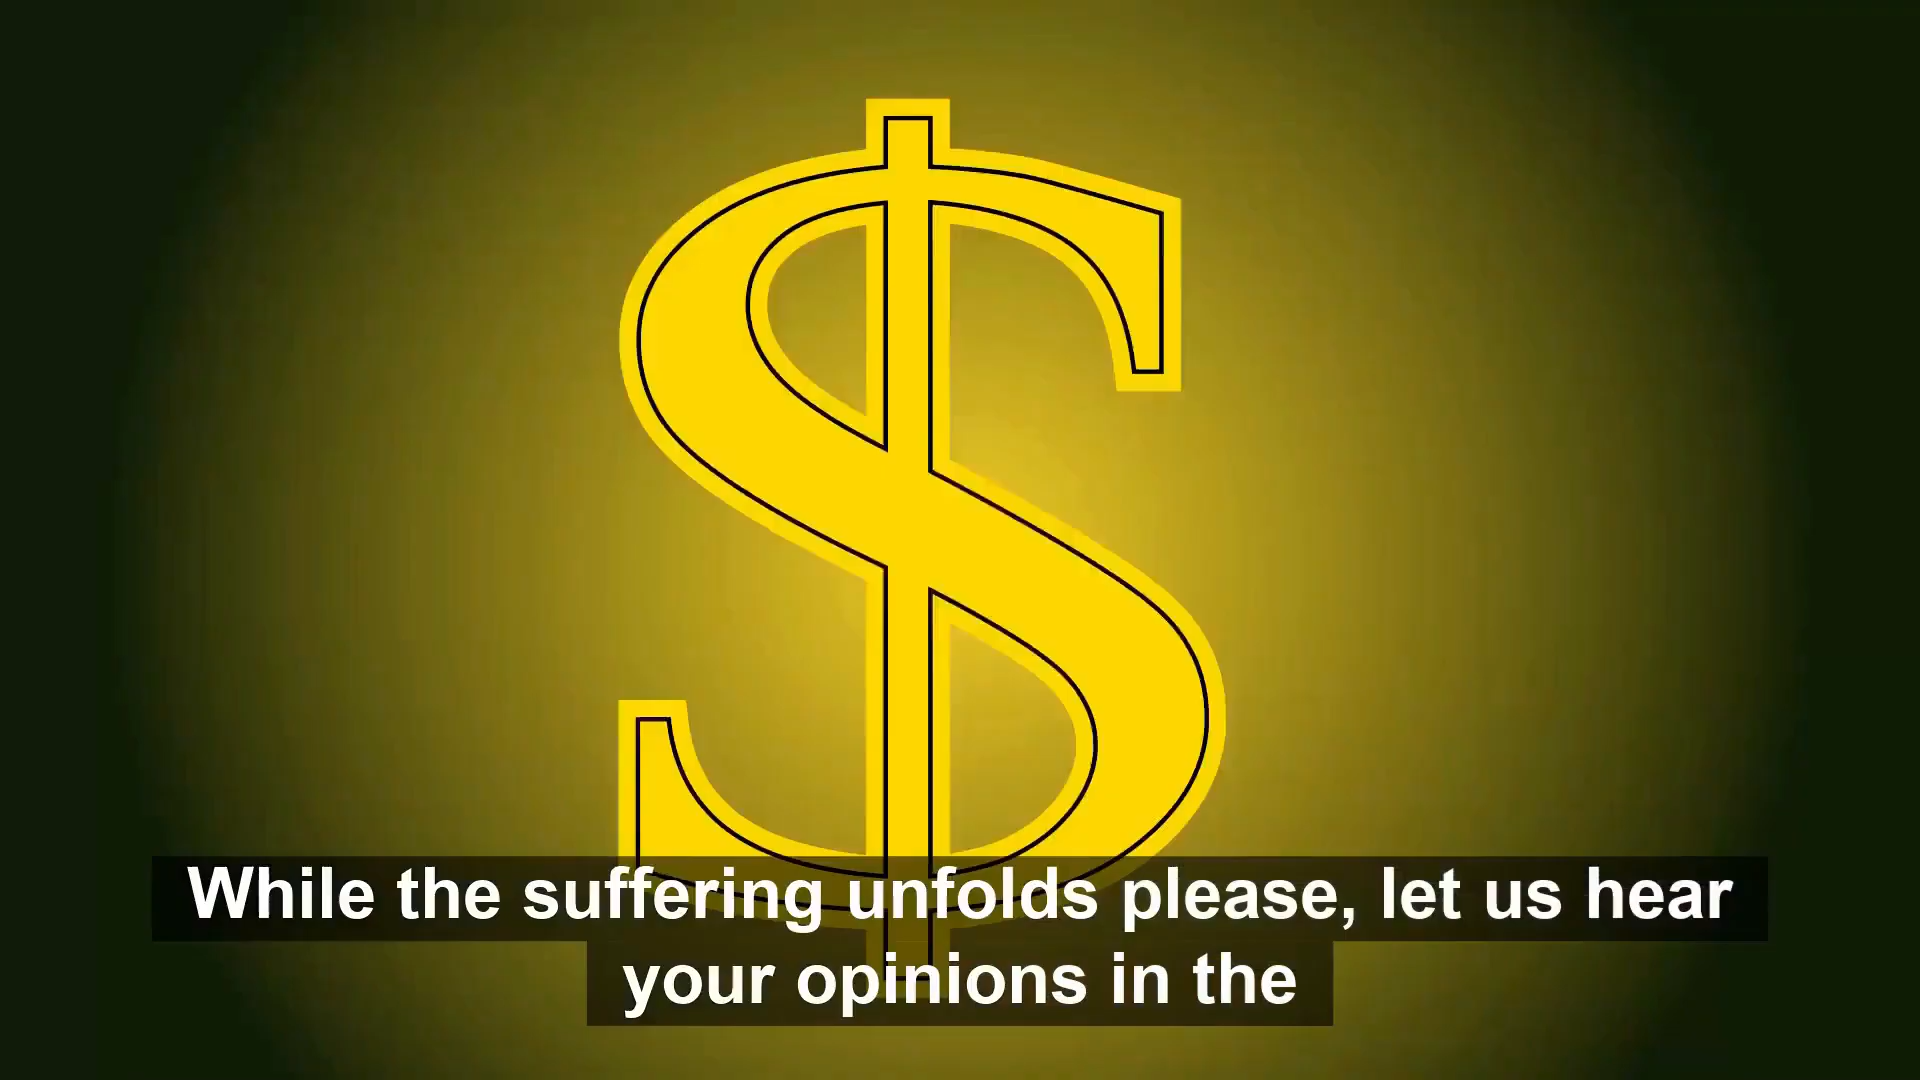 While the suffering unfolds please, let us hear
your opinions in the